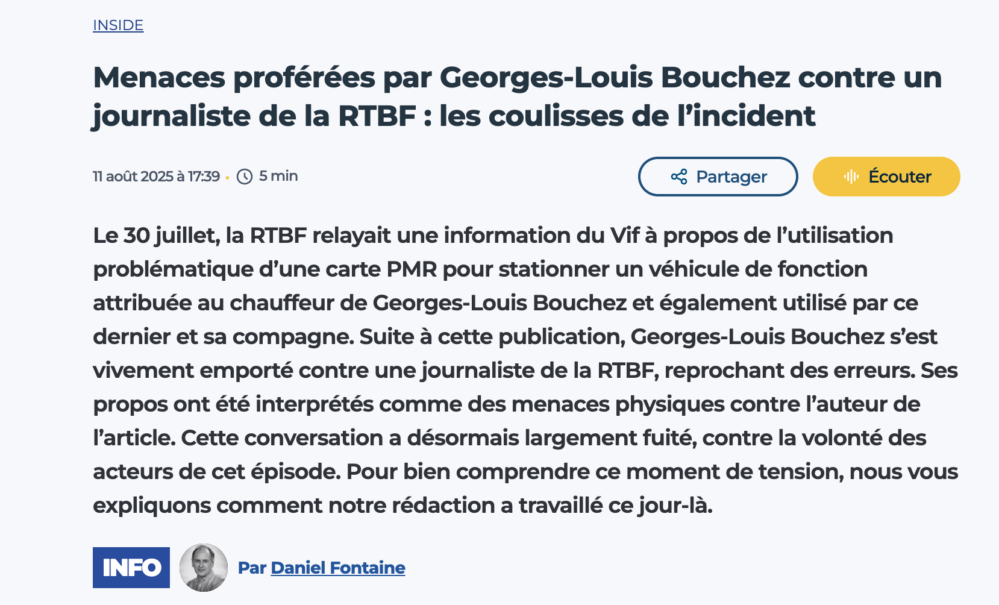 INSIDE
Menaces proférées par Georges-Louis Bouchez contre un
journaliste de la RTBF : les coulisses de l’incident
11 août 2025 à 17:39 • 5 min
Partager
Écouter
Le 30 juillet, la RTBF relayait une information du Vif à propos de l’utilisation
problématique d’une carte PMR pour stationner un véhicule de fonction
attribuée au chauffeur de Georges-Louis Bouchez et également utilisé par ce
dernier et sa compagne. Suite à cette publication, Georges-Louis Bouchez s’est
vivement emporté contre une journaliste de la RTBF, reprochant des erreurs. Ses
propos ont été interprétés comme des menaces physiques contre l’auteur de
l’article. Cette conversation a désormais largement fuité, contre la volonté des
acteurs de cet épisode. Pour bien comprendre ce moment de tension, nous vous
expliquons comment notre rédaction a travaillé ce jour-là.
INFO
Par Daniel Fontaine